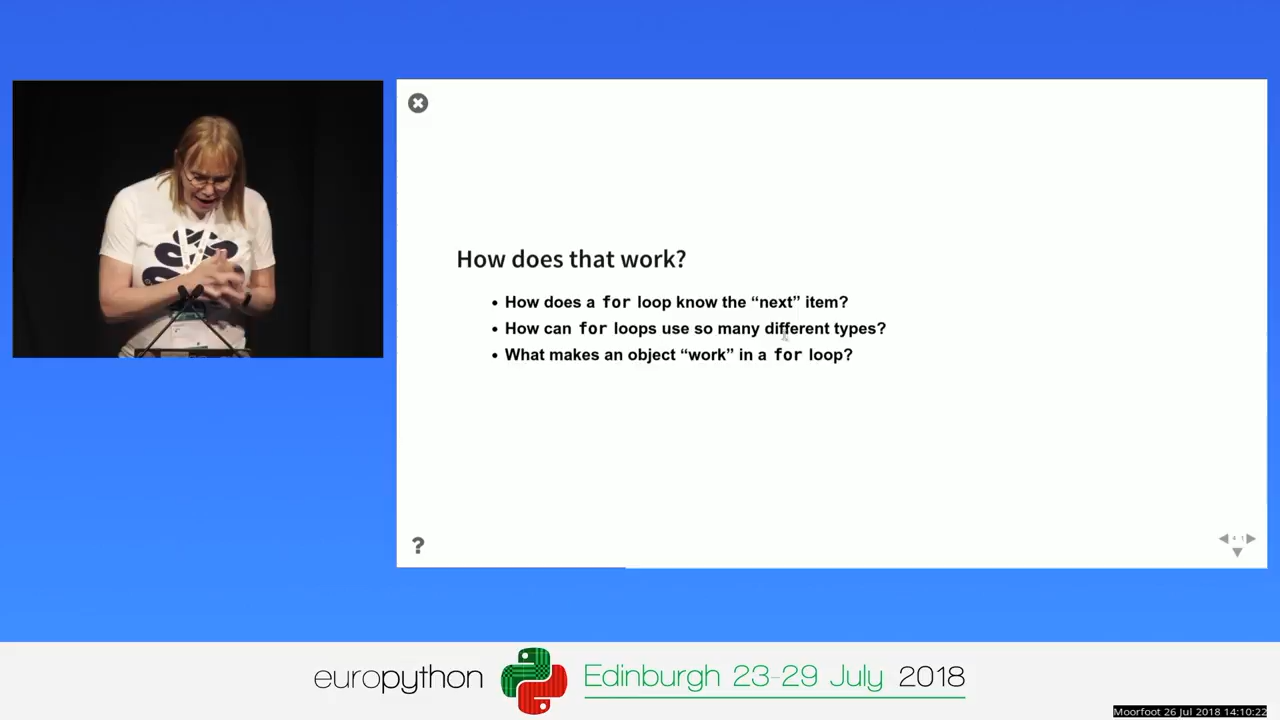 How does that work?
• How does a for loop know the “next” item?
• How can for loops use so many different types?
• What makes an object “work” in a for loop?
?
4 1
europython
Edinburgh 23-29 July 2018
Moorfoot 26 Jul 2018 14:10:22